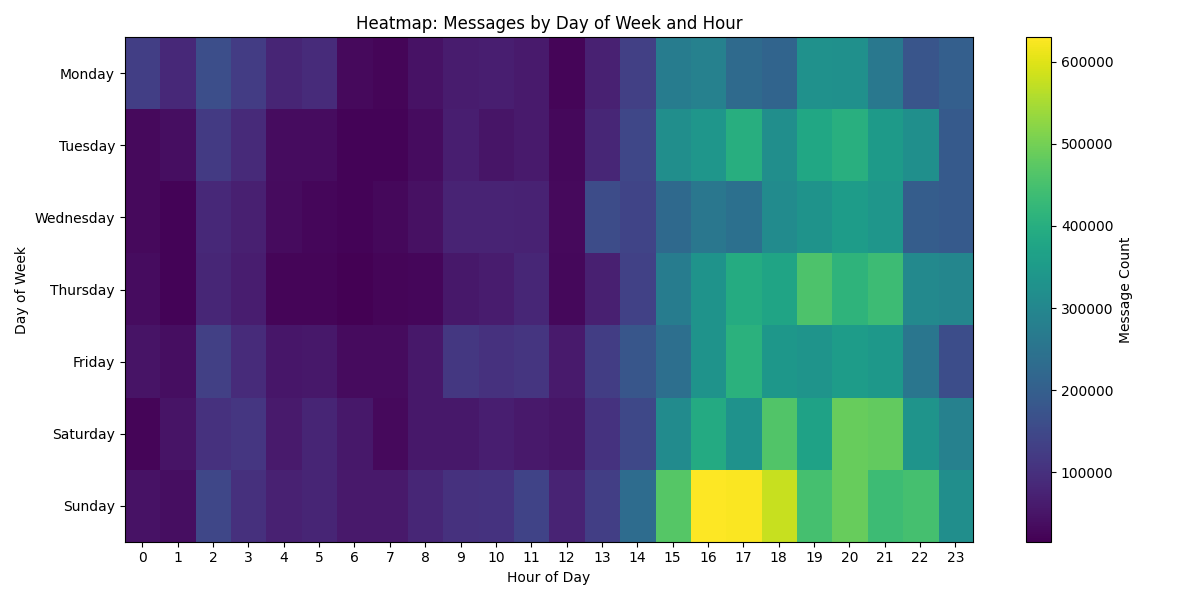 Heatmap: Messages by Day of Week and Hour
Day of Week
Monday
Tuesday
Wednesday
Thursday
Friday
Saturday
Sunday
0 1 2 3 4 5 6 7 8 9 10 11 12 13 14 15 16 17 18 19 20 21 22 23
Hour of Day
600000
500000
400000
300000
200000
100000
Message Count